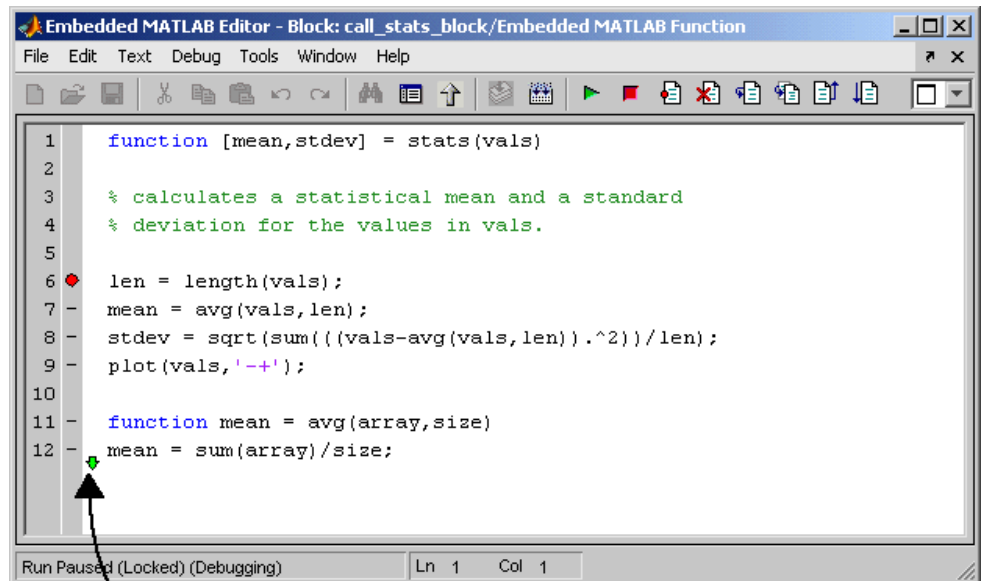 Embedded MATLAB Editor - Block: call_stats_block/Embedded MATLAB Function
File Edit Text Debug Tools Window Help
1 function [mean,stdev] = stats(vals)
2
3 % calculates a statistical mean and a standard
4 % deviation for the values in vals.
5
6 len = length(vals);
7 - mean = avg(vals,len);
8 - stdev = sqrt(sum(((vals-avg(vals,len)).^2))/len);
9 - plot(vals,'-+');
10
11 - function mean = avg(array,size)
12 - mean = sum(array)/size;
Run Paused (Locked) (Debugging) Ln 1 Col 1